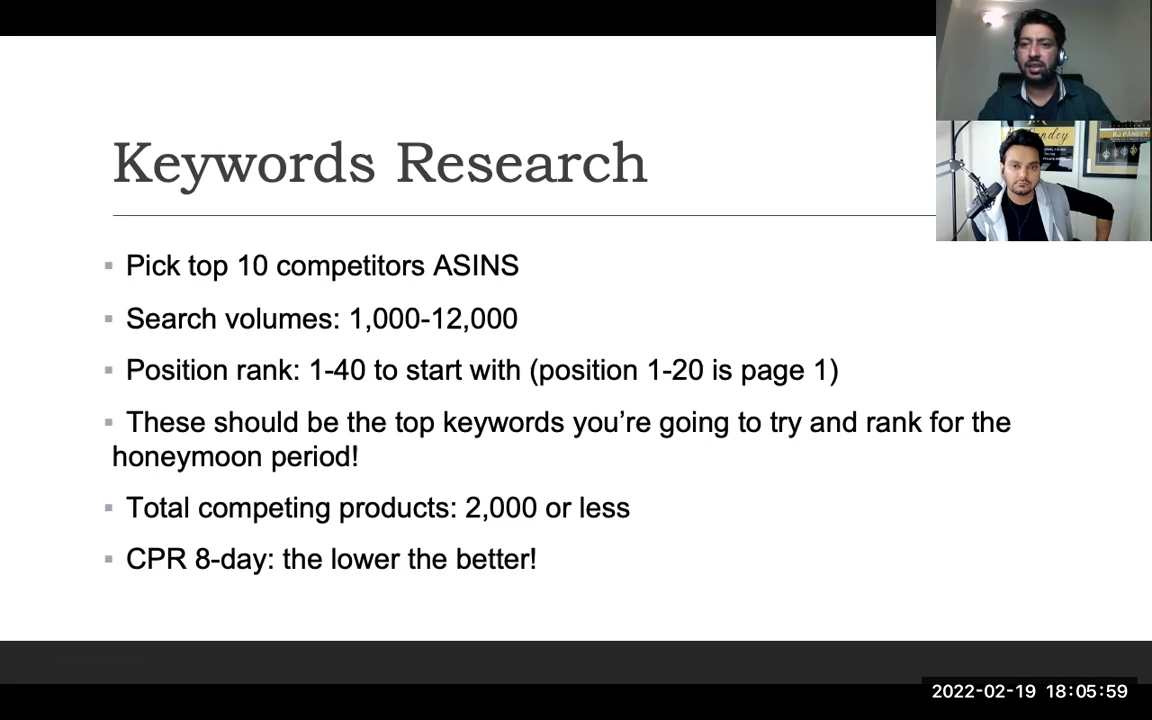 Keywords Research
▪ Pick top 10 competitors ASINS
▪ Search volumes: 1,000-12,000
▪ Position rank: 1-40 to start with (position 1-20 is page 1)
▪ These should be the top keywords you’re going to try and rank for the
honeymoon period!
▪ Total competing products: 2,000 or less
▪ CPR 8-day: the lower the better!
RJ PANDEY
2022-02-19 18:05:59